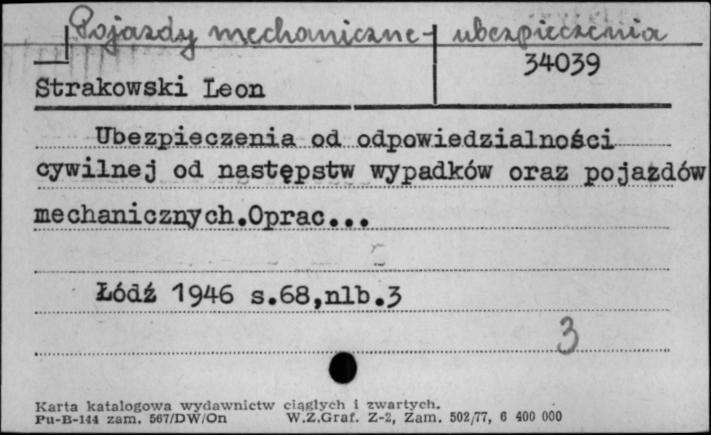 Pojazdy mechaniczne - ubezpieczenia
34039
Strakowski Leon
Ubezpieczenia od odpowiedzialności
cywilnej od następstw wypadków oraz pojazdów
mechanicznych.Oprac...
Łódź 1946 s.68,nlb.3
3
Karta katalogowa wydawnictw ciągłych i zwartych.
Pu-B-144 zam. 567/DW/On W.Z.Graf. Z-2, Zam. 502/77, 6 400 000